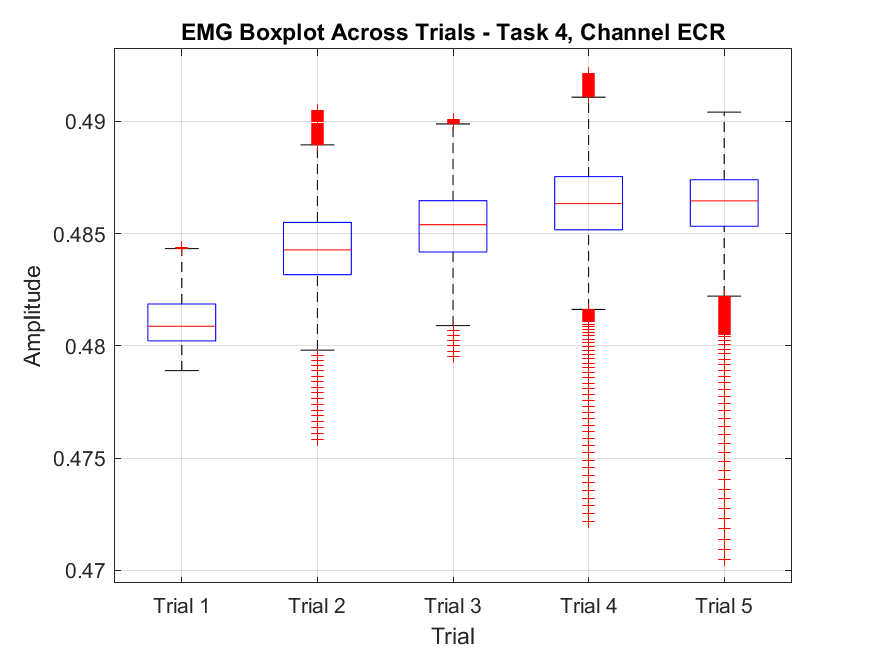 EMG Boxplot Across Trials - Task 4, Channel ECR
0.49
0.485
0.48
0.475
0.47
Amplitude
Trial 1 Trial 2 Trial 3 Trial 4 Trial 5
Trial